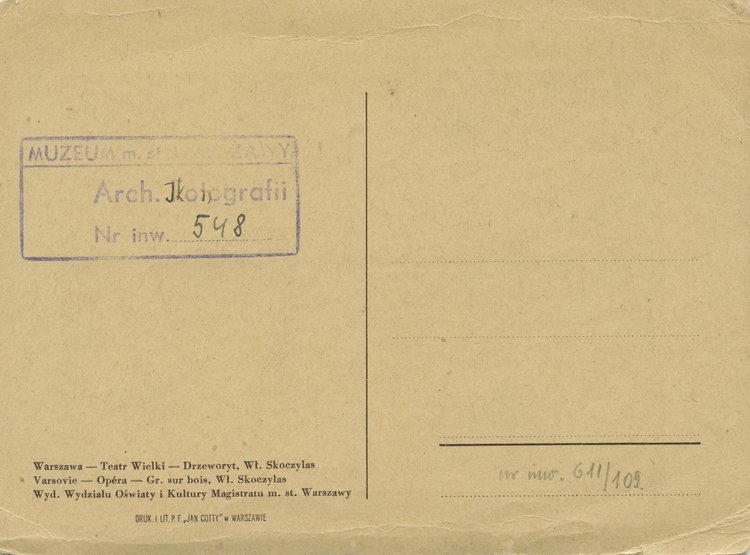 MUZEUM m. st. WARSZAWY
Arch. Ikonografii
Nr inw. 548
Warszawa — Teatr Wielki — Drzeworyt, Wł. Skoczylas
Varsovie — Opéra — Gr. sur bois, Wł. Skoczylas
Wyd. Wydziału Oświaty i Kultury Magistratu m. st. Warszawy
DRUK. i LIT. P. F. „JAN COTTY” w WARSZAWIE
nr inw. 611/109